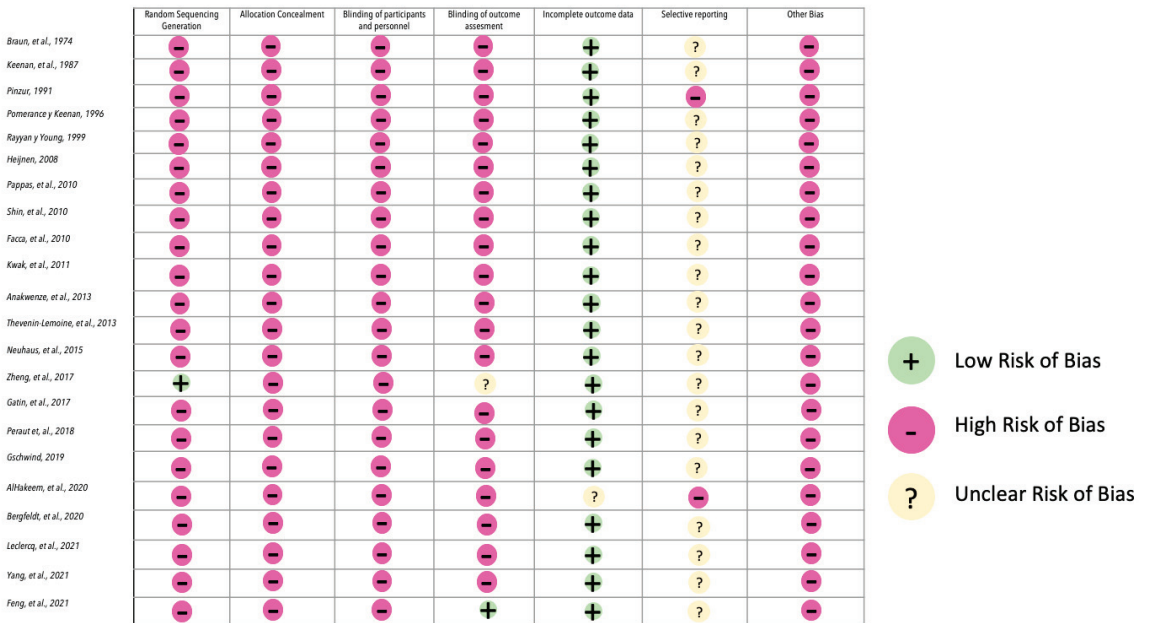 Random Sequencing Generation
Allocation Concealment
Blinding of participants and personnel
Blinding of outcome assesment
Incomplete outcome data
Selective reporting
Other Bias
Braun, et al., 1974 - - - - + ? -
Keenan, et al., 1987 - - - - + ? -
Pinzur, 1991 - - - - + - -
Pomerance y Keenan, 1996 - - - - + ? -
Rayyan y Young, 1999 - - - - + ? -
Heijnen, 2008 - - - - + ? -
Pappas, et al., 2010 - - - - + ? -
Shin, et al., 2010 - - - - + ? -
Facca, et al., 2010 - - - - + ? -
Kwak, et al., 2011 - - - - + ? -
Anakwenze, et al., 2013 - - - - + ? -
Thevenin-Lemoine, et al., 2013 - - - - + ? -
Neuhaus, et al., 2015 - - - - + ? -
Zheng, et al., 2017 + - - ? + ? -
Gatin, et al., 2017 - - - - + ? -
Peraut et, al., 2018 - - - - + ? -
Gschwind, 2019 - - - - + ? -
AlHakeem, et al., 2020 - - - - ? - -
Bergfeldt, et al., 2020 - - - - + ? -
Leclercq, et al., 2021 - - - - + ? -
Yang, et al., 2021 - - - - + ? -
Feng, et al., 2021 - - - + + ? -
+ Low Risk of Bias
- High Risk of Bias
? Unclear Risk of Bias